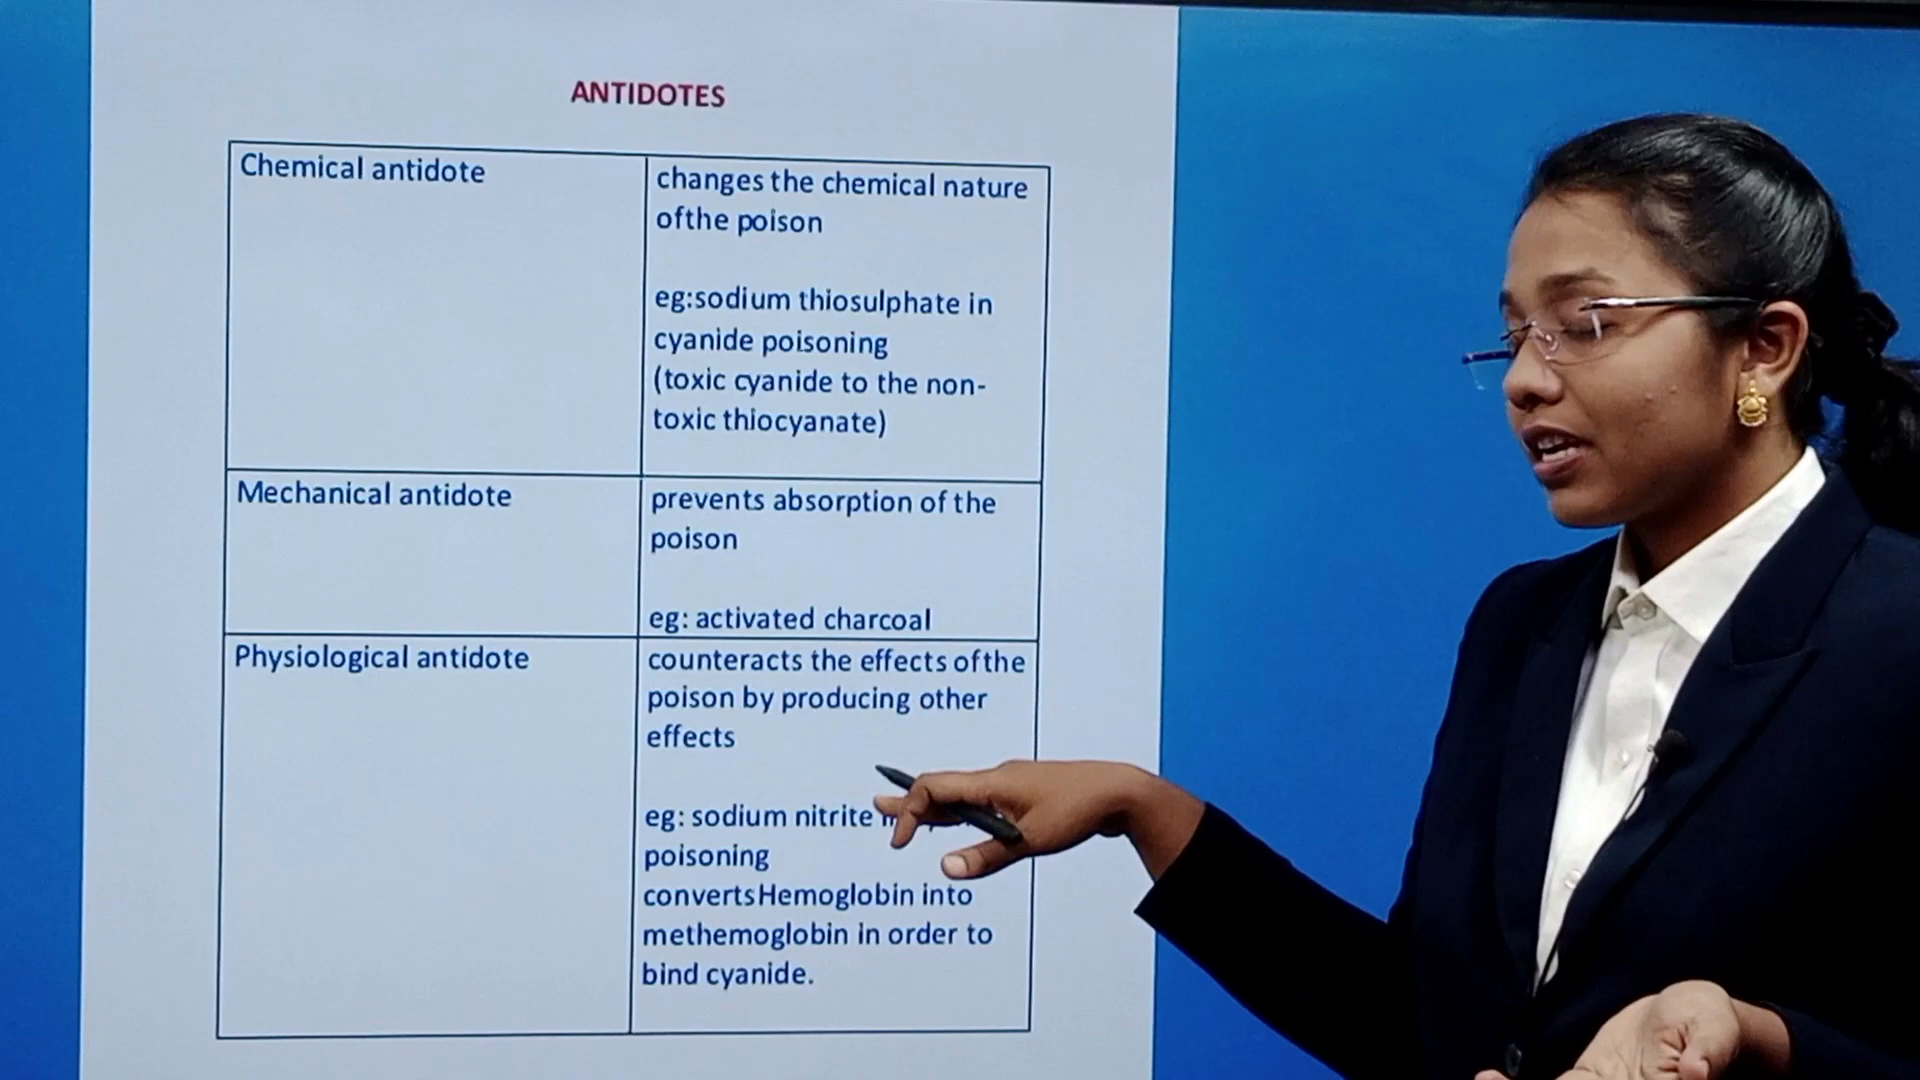 ANTIDOTES
Chemical antidote
changes the chemical nature
ofthe poison
eg:sodium thiosulphate in
cyanide poisoning
(toxic cyanide to the non-
toxic thiocyanate)
Mechanical antidote
prevents absorption of the
poison
eg: activated charcoal
Physiological antidote
counteracts the effects ofthe
poison by producing other
effects
eg: sodium nitrite
poisoning
convertsHemoglobin into
methemoglobin in order to
bind cyanide.